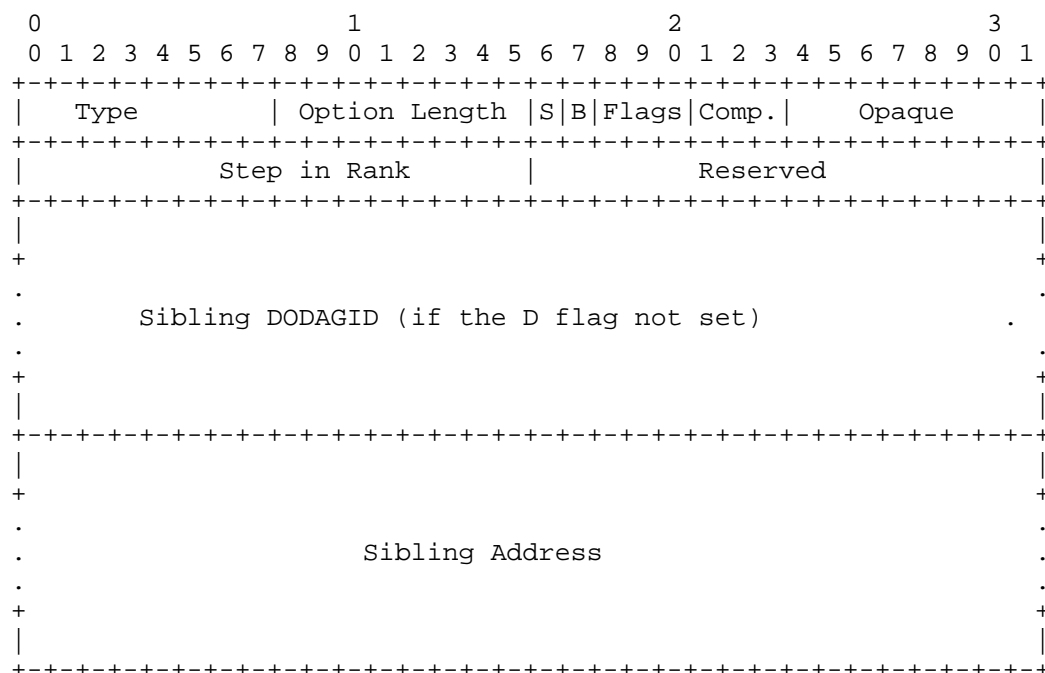 0                   1                   2                   3
 0 1 2 3 4 5 6 7 8 9 0 1 2 3 4 5 6 7 8 9 0 1 2 3 4 5 6 7 8 9 0 1
+-+-+-+-+-+-+-+-+-+-+-+-+-+-+-+-+-+-+-+-+-+-+-+-+-+-+-+-+-+-+-+-+
|   Type        | Option Length |S|B|Flags|Comp.|    Opaque     |
+-+-+-+-+-+-+-+-+-+-+-+-+-+-+-+-+-+-+-+-+-+-+-+-+-+-+-+-+-+-+-+-+
|            Step in Rank       |          Reserved             |
+-+-+-+-+-+-+-+-+-+-+-+-+-+-+-+-+-+-+-+-+-+-+-+-+-+-+-+-+-+-+-+-+
|                                                               |
+                                                               +
.                                                               .
.       Sibling DODAGID (if the D flag not set)               .
.                                                               .
+                                                               +
|                                                               |
+-+-+-+-+-+-+-+-+-+-+-+-+-+-+-+-+-+-+-+-+-+-+-+-+-+-+-+-+-+-+-+-+
|                                                               |
+                                                               +
.                                                               .
.                     Sibling Address                           .
.                                                               .
+                                                               +
|                                                               |
+-+-+-+-+-+-+-+-+-+-+-+-+-+-+-+-+-+-+-+-+-+-+-+-+-+-+-+-+-+-+-+-+